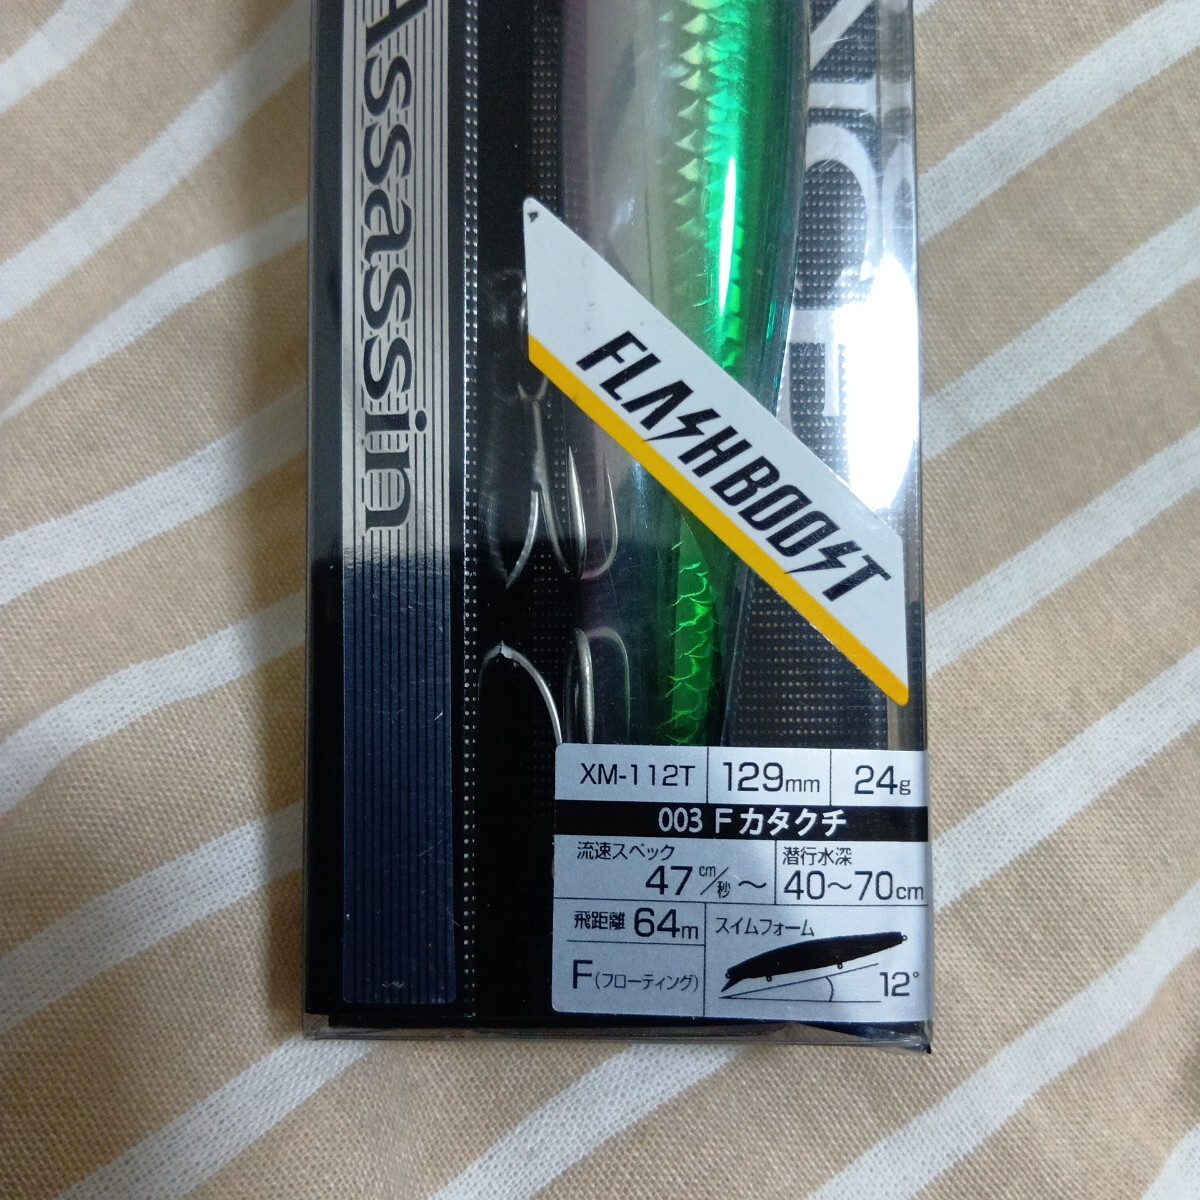 Assassin
FLASHBOOST
XM-112T 129mm 24g
003 F カタクチ
流速スペック 47cm/秒〜
潜行水深 40〜70cm
飛距離 64m
F(フローティング)
スイムフォーム
12°